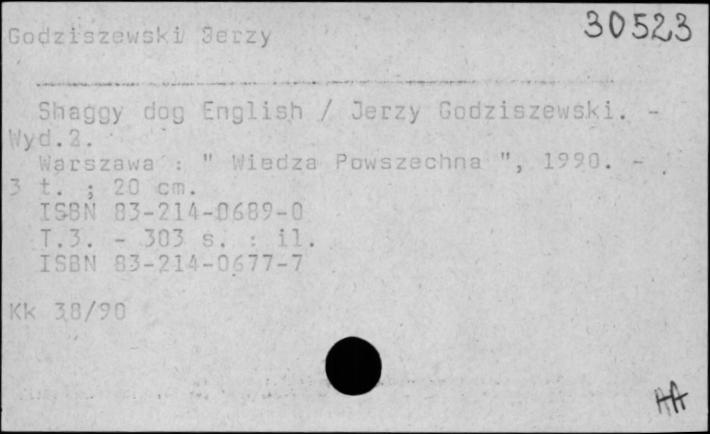 30523
Godziszewski Jerzy
Shaggy dog English / Jerzy Godziszewski. -
Wyd.2.
Warszawa : " Wiedza Powszechna ", 1990. -
3 t. ; 20 cm.
ISBN 83-214-0689-0
T.3. - 303 s. : il.
ISBN 83-214-0677-7
Kk 38/90
AA